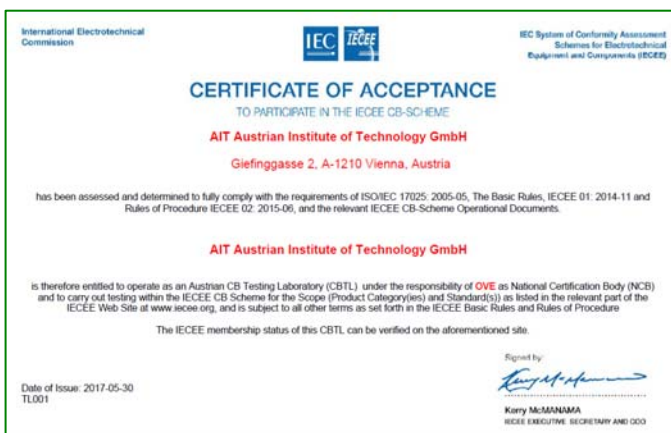 International Electrotechnical
Commission
IEC IECEE
IEC System of Conformity Assessment
Schemes for Electrotechnical
Equipment and Components (IECEE)
CERTIFICATE OF ACCEPTANCE
TO PARTICIPATE IN THE IECEE CB-SCHEME
AIT Austrian Institute of Technology GmbH
Giefinggasse 2, A-1210 Vienna, Austria
has been assessed and determined to fully comply with the requirements of ISO/IEC 17025: 2005-05, The Basic Rules, IECEE 01: 2014-11 and
Rules of Procedure IECEE 02: 2015-06, and the relevant IECEE CB-Scheme Operational Documents.
AIT Austrian Institute of Technology GmbH
is therefore entitled to operate as an Austrian CB Testing Laboratory (CBTL) under the responsibility of OVE as National Certification Body (NCB)
and to carry out testing within the IECEE CB Scheme for the Scope (Product Category(ies) and Standard(s)) as listed in the relevant part of the
IECEE Web Site at www.iecee.org, and is subject to all other terms as set forth in the IECEE Basic Rules and Rules of Procedure
The IECEE membership status of this CBTL can be verified on the aforementioned site.
Signed by:
Kerry McManama
Date of Issue: 2017-05-30
TL001
Kerry McMANAMA
IECEE EXECUTIVE SECRETARY AND COO